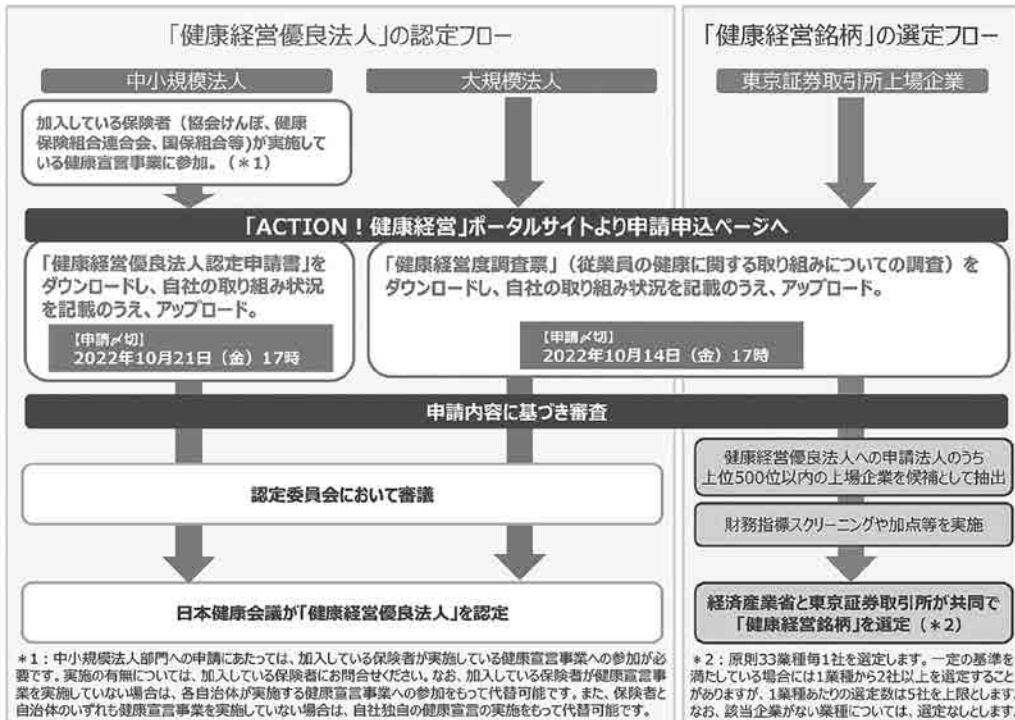 「健康経営優良法人」の認定フロー
中小規模法人
大規模法人
加入している保険者（協会けんぽ、健康
保険組合連合会、国保組合等)が実施して
いる健康宣言事業に参加。（＊1）
「健康経営銘柄」の選定フロー
東京証券取引所上場企業
「ACTION！健康経営」ポータルサイトより申請申込ページへ
「健康経営優良法人認定申請書」を
ダウンロードし、自社の取り組み状況
を記載のうえ、アップロード。
【申請〆切】
2022年10月21日（金）17時
「健康経営度調査票」（従業員の健康に関する取り組みについての調査）を
ダウンロードし、自社の取り組み状況を記載のうえ、アップロード。
【申請〆切】
2022年10月14日（金）17時
申請内容に基づき審査
認定委員会において審議
日本健康会議が「健康経営優良法人」を認定
健康経営優良法人への申請法人のうち
上位500位以内の上場企業を候補として抽出
財務指標スクリーニングや加点等を実施
経済産業省と東京証券取引所が共同で
「健康経営銘柄」を選定（＊2）
＊1：中小規模法人部門への申請にあたっては、加入している保険者が実施している健康宣言事業への参加が必
要です。実施の有無については、加入している保険者にお問合せください。なお、加入している保険者が健康宣言事
業を実施していない場合は、各自治体が実施する健康宣言事業への参加をもって代替可能です。また、保険者と
自治体のいずれも健康宣言事業を実施していない場合は、自社独自の健康宣言の実施をもって代替可能です。
＊2：原則33業種毎1社を選定します。一定の基準を
満たしている場合には1業種から2社以上を選定すること
がありますが、1業種あたりの選定数は5社を上限とします。
なお、該当企業がない業種については、選定なしとします。